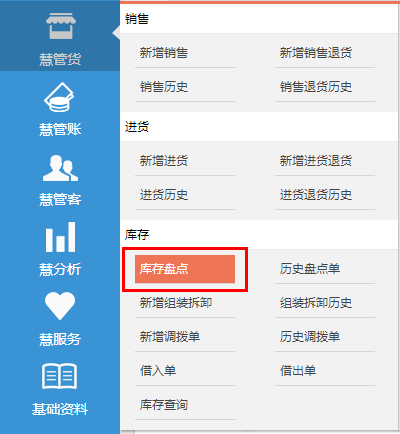 慧管货
慧管账
慧管客
慧分析
慧服务
基础资料
销售
新增销售 新增销售退货
销售历史 销售退货历史
进货
新增进货 新增进货退货
进货历史 进货退货历史
库存
库存盘点 历史盘点单
新增组装拆卸 组装拆卸历史
新增调拨单 历史调拨单
借入单 借出单
库存查询